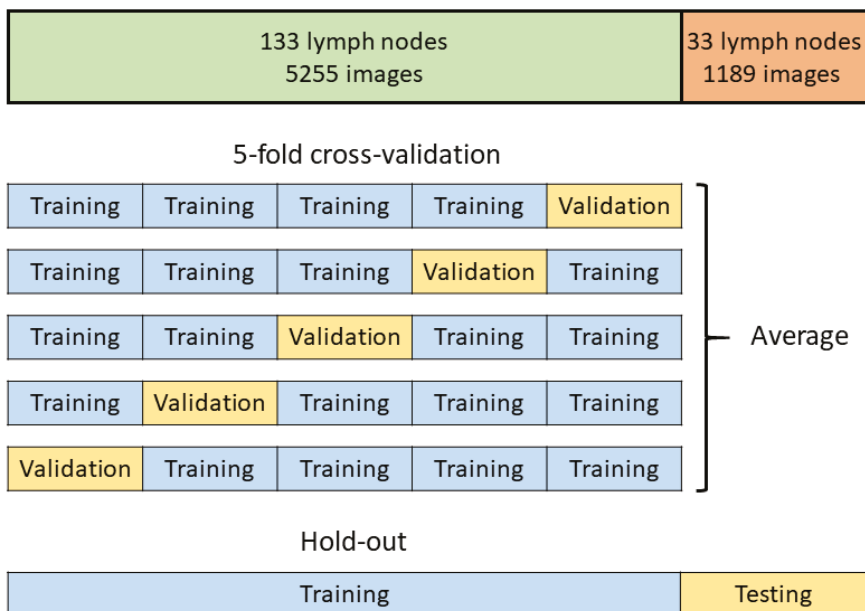 133 lymph nodes
5255 images
33 lymph nodes
1189 images
5-fold cross-validation
Training Training Training Training Validation
Training Training Training Validation Training
Training Training Validation Training Training
Average
Training Validation Training Training Training
Validation Training Training Training Training
Hold-out
Training Testing